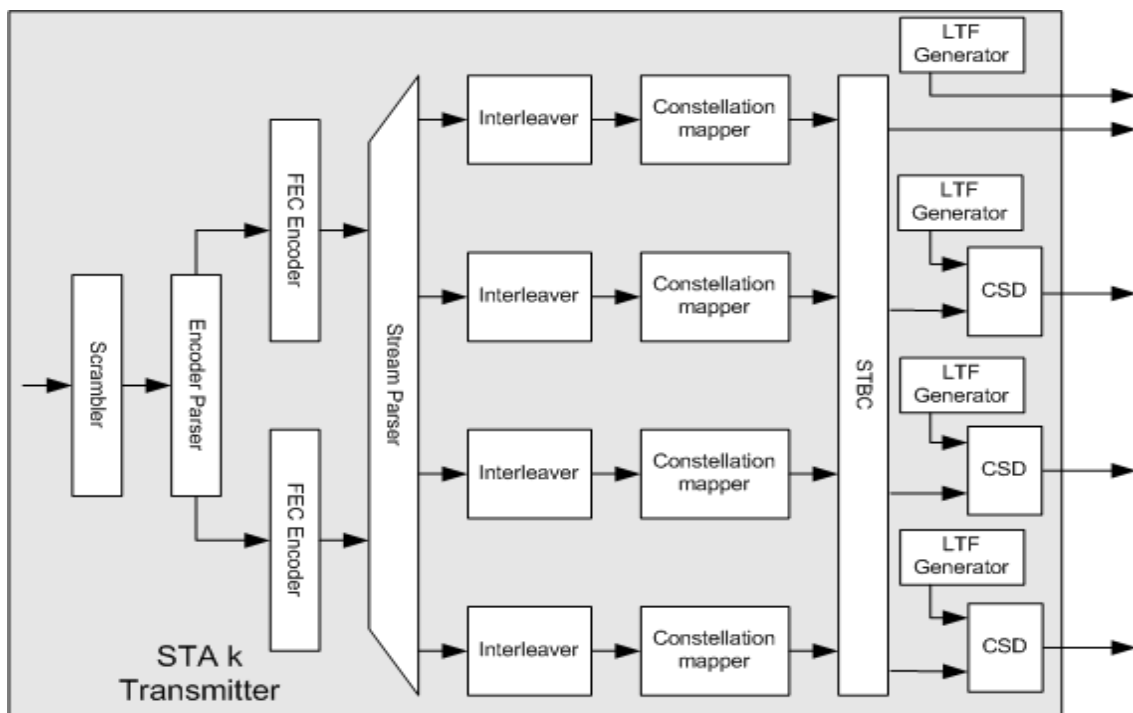 LTF
Generator
Interleaver
Constellation
mapper
FEC Encoder
LTF
Generator
Interleaver
Constellation
mapper
CSD
Scrambler
Encoder Parser
Stream Parser
STBC
LTF
Generator
Interleaver
Constellation
mapper
CSD
FEC Encoder
LTF
Generator
Interleaver
Constellation
mapper
CSD
STA k
Transmitter